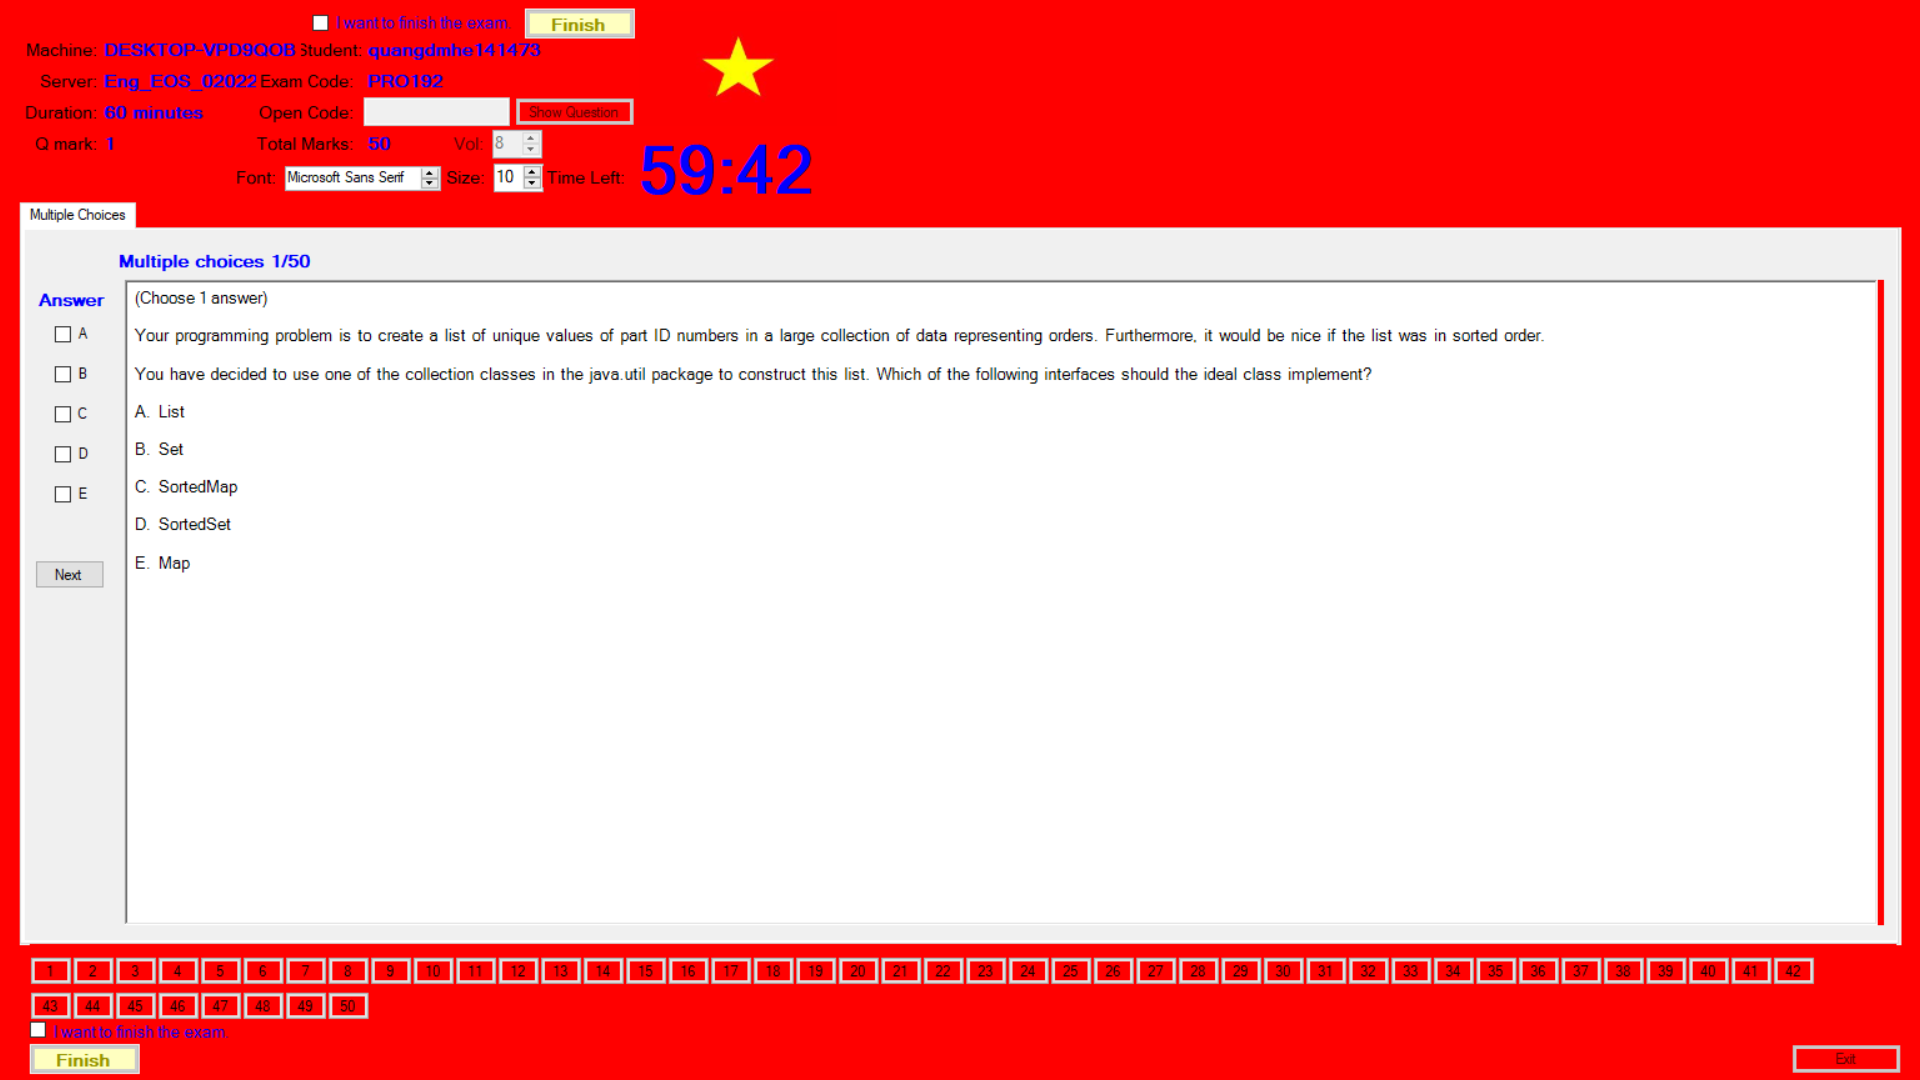 I want to finish the exam.
Finish
Machine: DESKTOP-VPD9QOB Student: quangdmhe141473
Server: Eng_EOS_02022 Exam Code: PRO192
Duration: 60 minutes Open Code: Show Question
Q mark: 1 Total Marks: 50 Vol: 8
Font: Microsoft Sans Serif Size: 10 Time Left: 59:42
Multiple Choices
Multiple choices 1/50
Answer
A
B
C
D
E
Next
(Choose 1 answer)
Your programming problem is to create a list of unique values of part ID numbers in a large collection of data representing orders. Furthermore, it would be nice if the list was in sorted order.
You have decided to use one of the collection classes in the java.util package to construct this list. Which of the following interfaces should the ideal class implement?
A. List
B. Set
C. SortedMap
D. SortedSet
E. Map
1 2 3 4 5 6 7 8 9 10 11 12 13 14 15 16 17 18 19 20 21 22 23 24 25 26 27 28 29 30 31 32 33 34 35 36 37 38 39 40 41 42
43 44 45 46 47 48 49 50
I want to finish the exam.
Finish
Exit